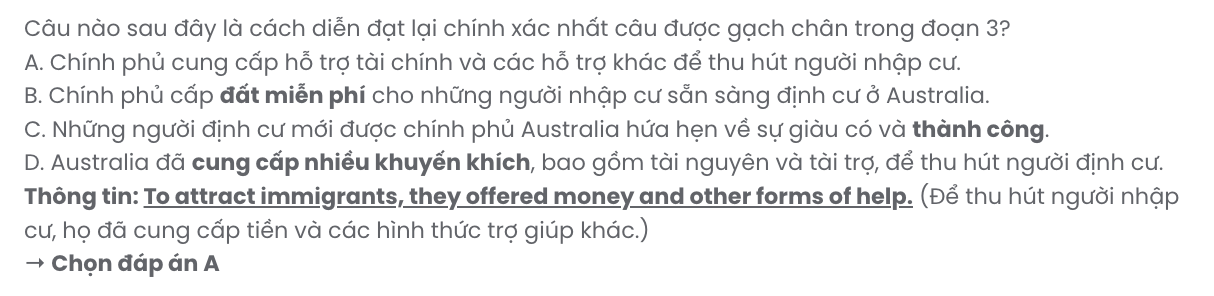 Câu nào sau đây là cách diễn đạt lại chính xác nhất câu được gạch chân trong đoạn 3?
A. Chính phủ cung cấp hỗ trợ tài chính và các hỗ trợ khác để thu hút người nhập cư.
B. Chính phủ cấp đất miễn phí cho những người nhập cư sẵn sàng định cư ở Australia.
C. Những người định cư mới được chính phủ Australia hứa hẹn về sự giàu có và thành công.
D. Australia đã cung cấp nhiều khuyến khích, bao gồm tài nguyên và tài trợ, để thu hút người định cư.
Thông tin: To attract immigrants, they offered money and other forms of help. (Để thu hút người nhập
cư, họ đã cung cấp tiền và các hình thức trợ giúp khác.)
→ Chọn đáp án A